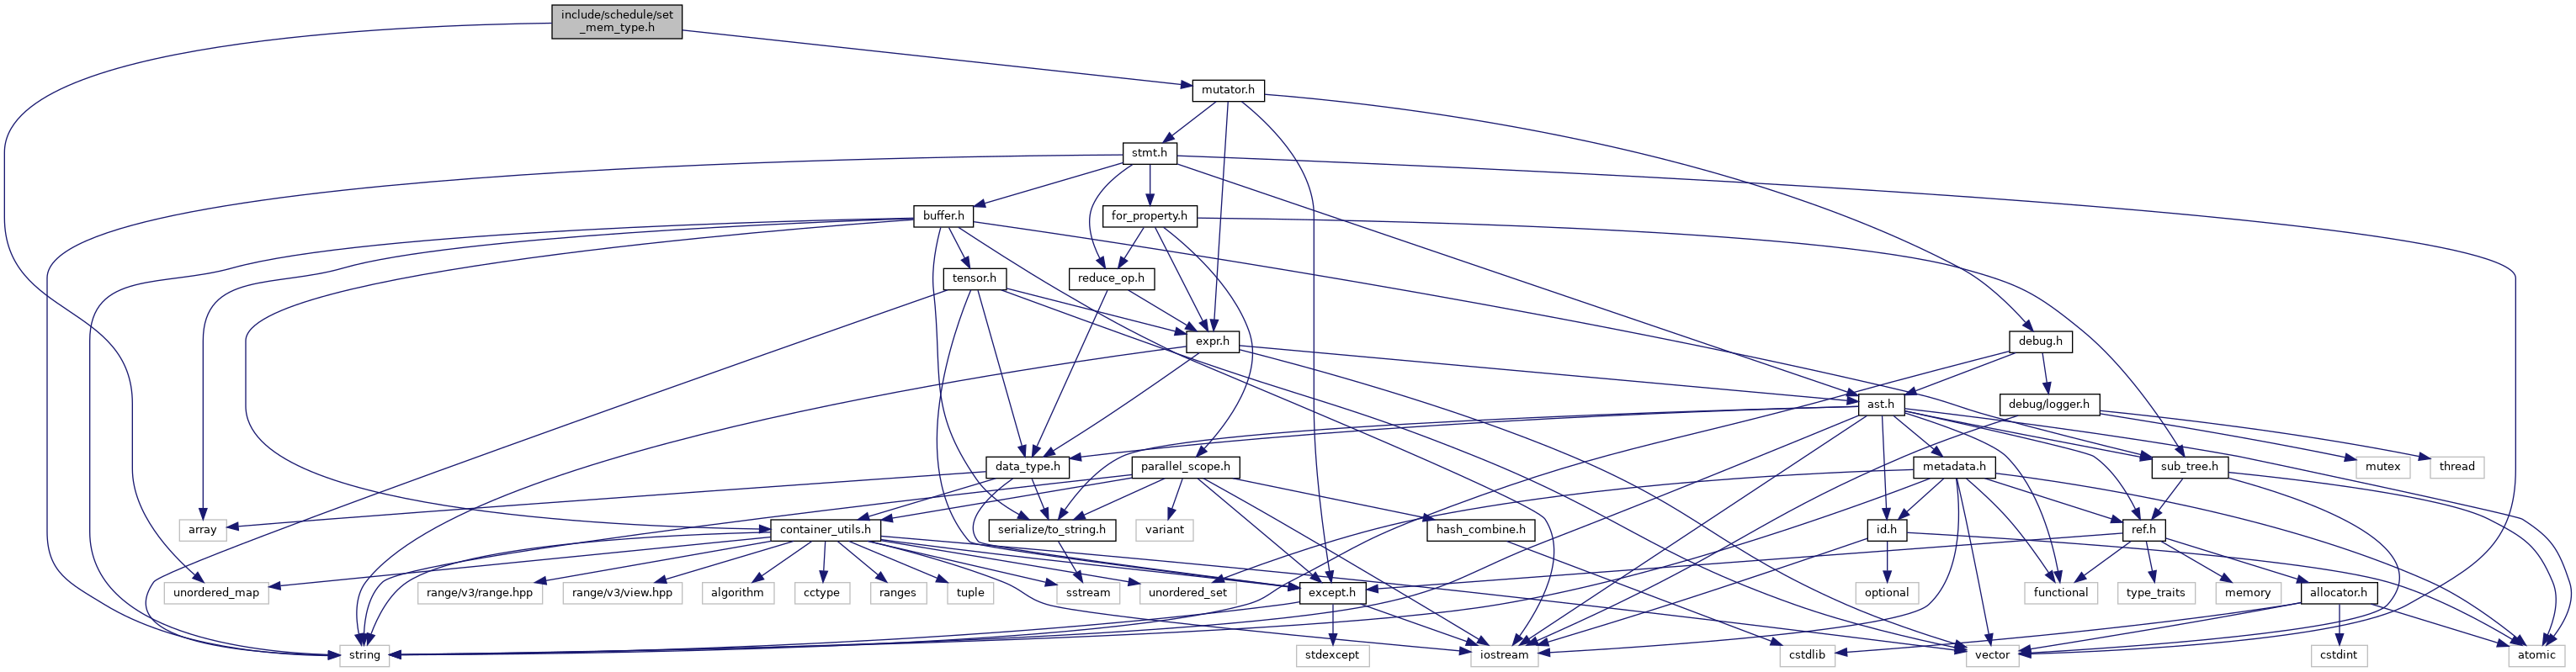 include/schedule/set
_mem_type.h
mutator.h
stmt.h
buffer.h
for_property.h
tensor.h
reduce_op.h
expr.h
debug.h
ast.h
debug/logger.h
data_type.h
parallel_scope.h
metadata.h
sub_tree.h
mutex
thread
array
container_utils.h
serialize/to_string.h
variant
hash_combine.h
id.h
ref.h
unordered_map
range/v3/range.hpp
range/v3/view.hpp
algorithm
cctype
ranges
tuple
sstream
unordered_set
except.h
optional
functional
type_traits
memory
allocator.h
string
stdexcept
iostream
cstdlib
vector
cstdint
atomic